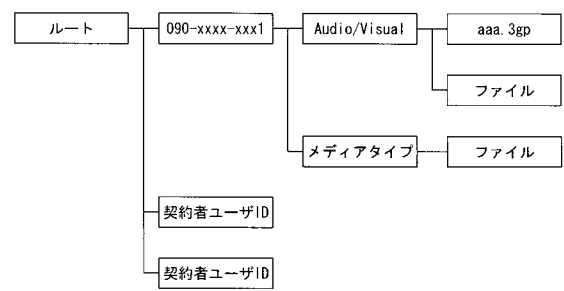 ルート
090-xxxx-xxx1
Audio/Visual
aaa.3gp
ファイル
メディアタイプ
ファイル
契約者ユーザID
契約者ユーザID